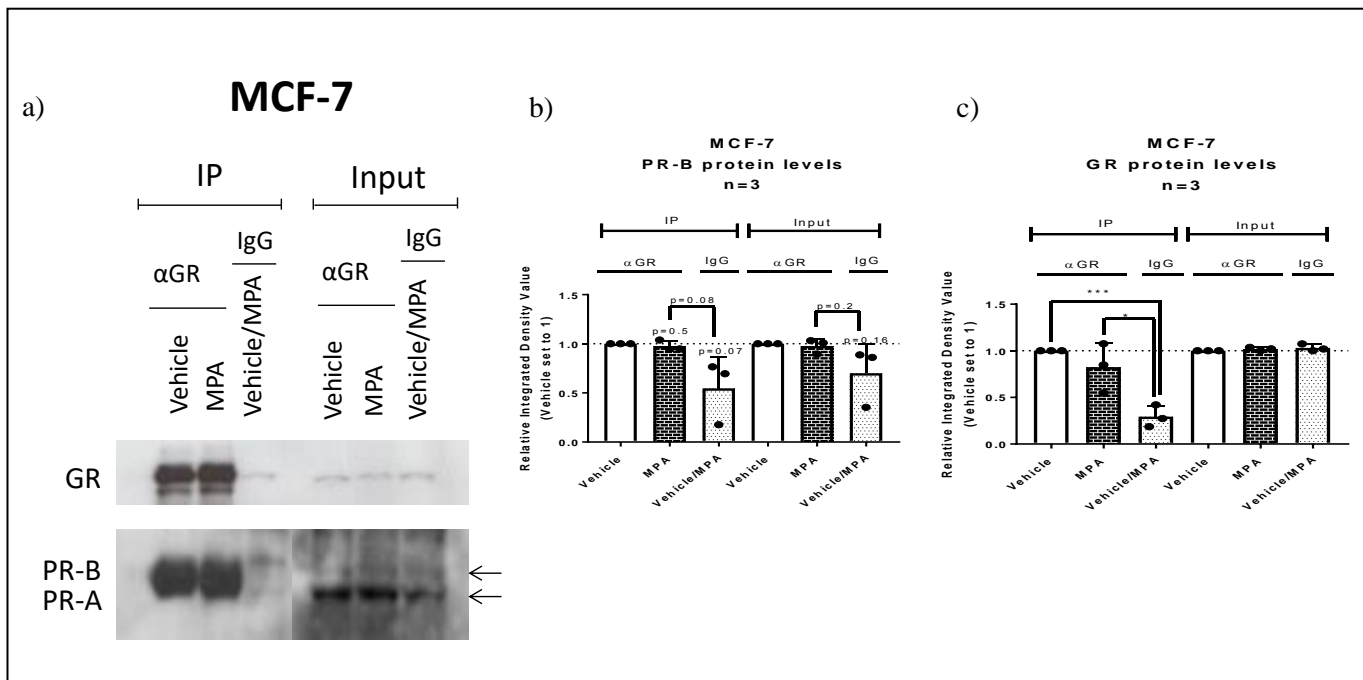 a)
MCF-7
IP Input
IgG IgG
αGR αGR
Vehicle MPA Vehicle/MPA Vehicle MPA Vehicle/MPA
GR
PR-B
PR-A
b)
MCF-7
PR-B protein levels
n=3
IP Input
αGR IgG αGR IgG
Relative Integrated Density Value
(Vehicle set to 1)
1.5
1.0
0.5
0.0
p=0.08 p=0.2
p=0.5 p=0.07 p=0.16
Vehicle MPA Vehicle/MPA Vehicle MPA Vehicle/MPA
c)
MCF-7
GR protein levels
n=3
IP Input
αGR IgG αGR IgG
Relative Integrated Density Value
(Vehicle set to 1)
1.5
1.0
0.5
0.0
***
*
Vehicle MPA Vehicle/MPA Vehicle MPA Vehicle/MPA